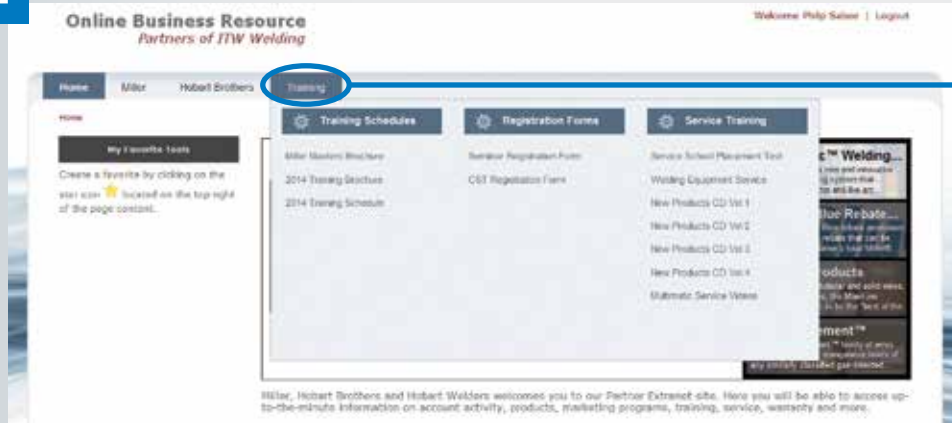 Online Business Resource
Partners of ITW Welding
Welcome Philip | Logout
Home Miller Hobart Brothers Training
Home
My Favorite Tools
Create a favorite by clicking on the
star icon located on the top right
of the page content.
Training Schedules
Miller Masters Brochure
2014 Training Brochure
2014 Training Schedule
Registration Forms
Seminar Registration Form
CST Registration Form
Service Training
Service School Placement Test
Welding Equipment Service
New Products CD Vol 1
New Products CD Vol 2
New Products CD Vol 3
New Products CD Vol 4
Multimatic Service Videos
™ Welding...
Blue Rebate...
Products
Miller, Hobart Brothers and Hobart Welders welcomes you to our Partner Extranet site. Here you will be able to access up-
to-the-minute information on account activity, products, marketing programs, training, service, warranty and more.